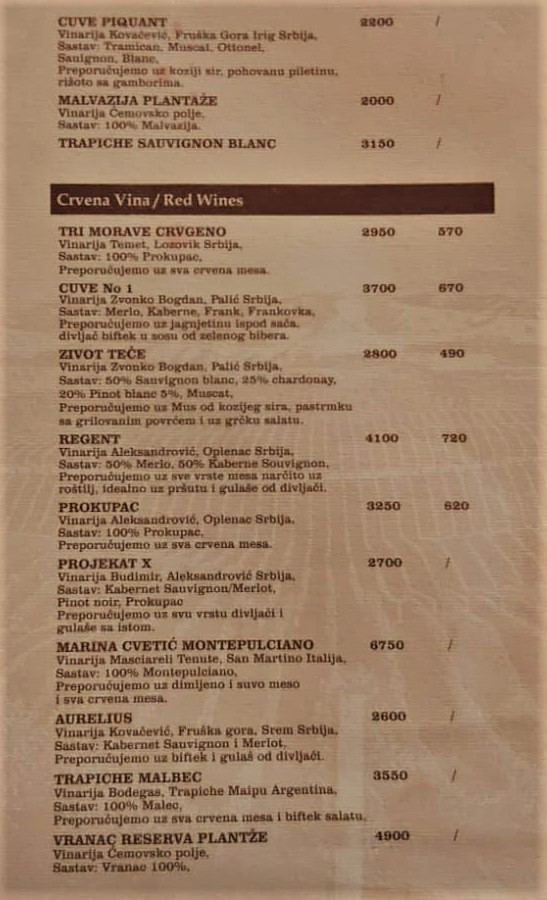 CUVE PIQUANT 2200 /
Vinarija Kovačević, Fruška Gora Irig Srbija,
Sastav: Tramican, Muscal, Ottonel,
Sauignon, Blanc,
Preporučujemo uz koziji sir, pohovanu piletinu,
rižoto sa gamborima.
MALVAZIJA PLANTAŽE 2000 /
Vinarija Ćemovsko polje,
Sastav: 100% Malvazija.
TRAPICHE SAUVIGNON BLANC 3150 /
Crvena Vina / Red Wines
TRI MORAVE CRVGENO 2950 570
Vinarija Temet, Lozovik Srbija,
Sastav: 100% Prokupac,
Preporučujemo uz sva crvena mesa.
CUVE No 1 3700 670
Vinarija Zvonko Bogdan, Palić Srbija,
Sastav: Merlo, Kaberne, Frank, Frankovka,
Preporučujemo uz jagnjetinu ispod sača,
divljač biftek u sosu od zelenog bibera.
ZIVOT TEČE 2800 490
Vinarija Zvonko Bogdan, Palić Srbija,
Sastav: 50% Sauvignon blanc, 25% chardonay,
20% Pinot blanc 5%, Muscat,
Preporučujemo uz Mus od kozijeg sira, pastrmku
sa grilovanim povrćem i uz grčku salatu.
REGENT 4100 720
Vinarija Aleksandrović, Oplenac Srbija,
Sastav: 50% Merlo, 50% Kaberne Souvignon,
Preporučujemo uz sve vrste mesa naročito uz
roštilj, idealno uz pršutu i gulaše od divljači.
PROKUPAC 3250 620
Vinarija Aleksandrović, Oplenac Srbija,
Sastav: 100% Prokupac,
Preporučujemo uz sva crvena mesa.
PROJEKAT X 2700 /
Vinarija Budimir, Aleksandrović Srbija,
Sastav: Kabernet Sauvignon/Merlot,
Pinot noir, Prokupac
Preporučujemo uz svu vrstu divljači i
gulaše sa istom.
MARINA CVETIĆ MONTEPULCIANO 6750 /
Vinarija Masciareli Tenute, San Martino Italija,
Sastav: 100% Montepulciano,
Preporučujemo uz dimljeno i suvo meso
i sva crvena mesa.
AURELIUS 2600 /
Vinarija Kovačević, Fruška gora, Srem Srbija,
Sastav: Kabernet Sauvignon i Merlot,
Preporučujemo uz biftek i gulaš od divljači.
TRAPICHE MALBEC 3550 /
Vinarija Bodegas, Trapiche Maipu Argentina,
Sastav: 100% Malec,
Preporučujemo uz sva crvena mesa i biftek salatu.
VRANAC RESERVA PLANTŽE 4900 /
Vinarija Ćemovsko polje,
Sastav: Vranac 100%,